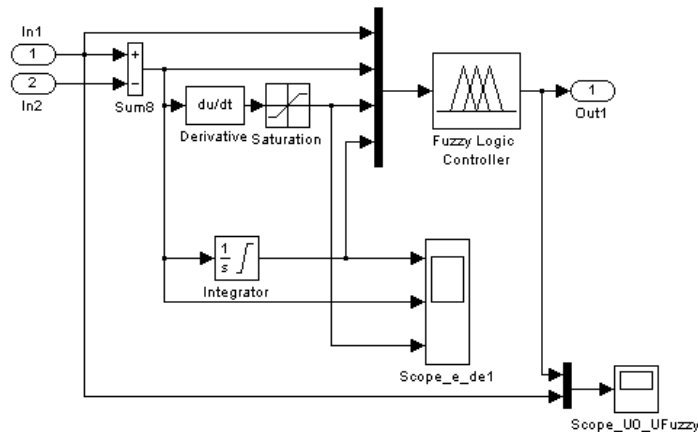 In1
1
+
2
−
In2
Sum8
du/dt
Derivative
Saturation
Fuzzy Logic
Controller
1
Out1
1
s
Integrator
Scope_e_de1
Scope_U0_UFuzzy